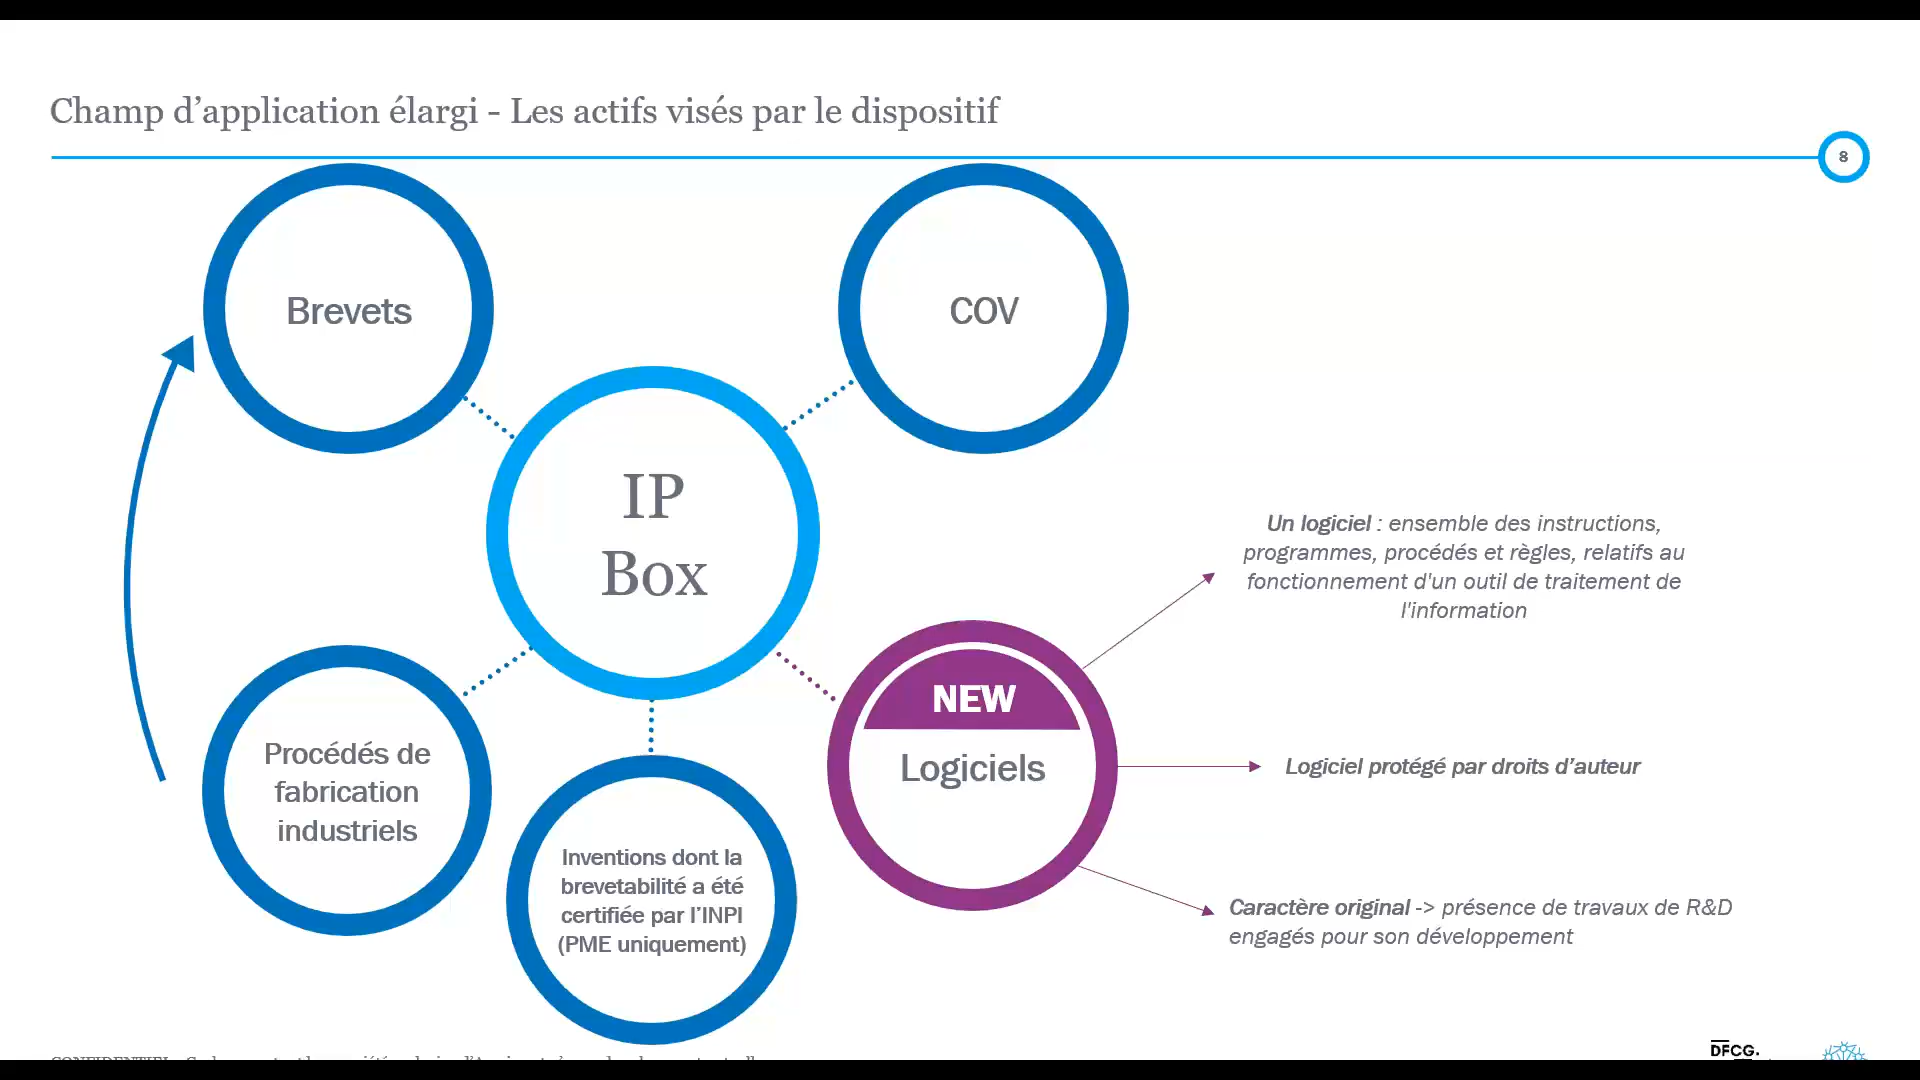 Champ d’application élargi - Les actifs visés par le dispositif
8
Brevets
COV
IP
Box
Un logiciel : ensemble des instructions,
programmes, procédés et règles, relatifs au
fonctionnement d'un outil de traitement de
l'information
NEW
Logiciels
Logiciel protégé par droits d’auteur
Procédés de
fabrication
industriels
Inventions dont la
brevetabilité a été
certifiée par l’INPI
(PME uniquement)
Caractère original -> présence de travaux de R&D
engagés pour son développement
CONFIDENTIEL
DFCG.